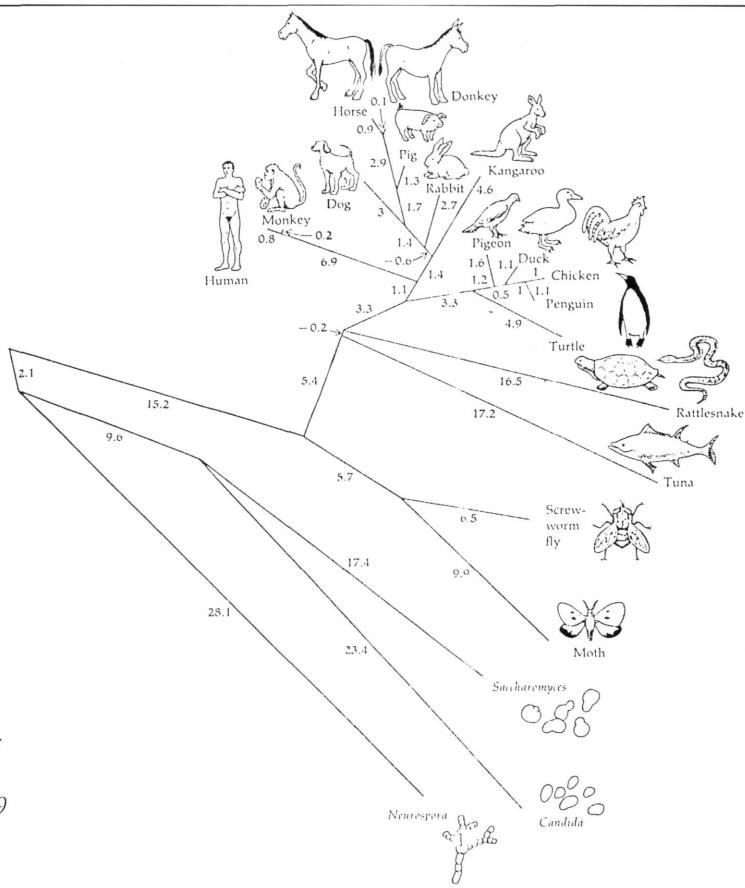 Horse 0.1 Donkey
0.9
Pig
2.9
Kangaroo
1.3 Rabbit
4.6
Dog 3 1.7 2.7
Monkey
0.8 0.2
1.4
Pigeon
-0.6
1.6 1.1 Duck
6.9 1.4
1.2 1 Chicken
Human
1.1
3.3 0.5 1 1.1
Penguin
3.3
-0.2
4.9
Turtle
2.1
5.4
16.5
15.2
Rattlesnake
17.2
9.6
Tuna
5.7
6.5
Screw-
worm
fly
17.4
9.9
28.1
23.4
Moth
Saccharomyces
Neurospora
Candida